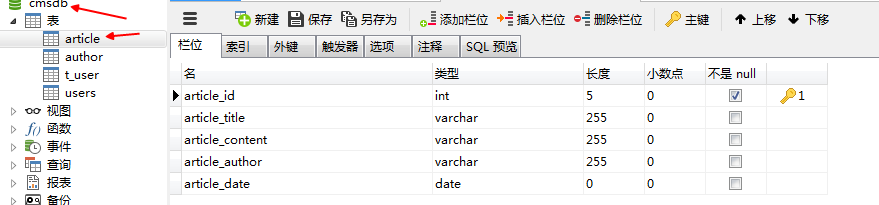 cmsdb
表
article
author
t_user
users
视图
函数
事件
查询
报表
备份
新建 保存 另存为 添加栏位 插入栏位 删除栏位 主键 上移 下移
栏位 索引 外键 触发器 选项 注释 SQL 预览
名 类型 长度 小数点 不是 null
article_id int 5 0 1
article_title varchar 255 0
article_content varchar 255 0
article_author varchar 255 0
article_date date 0 0